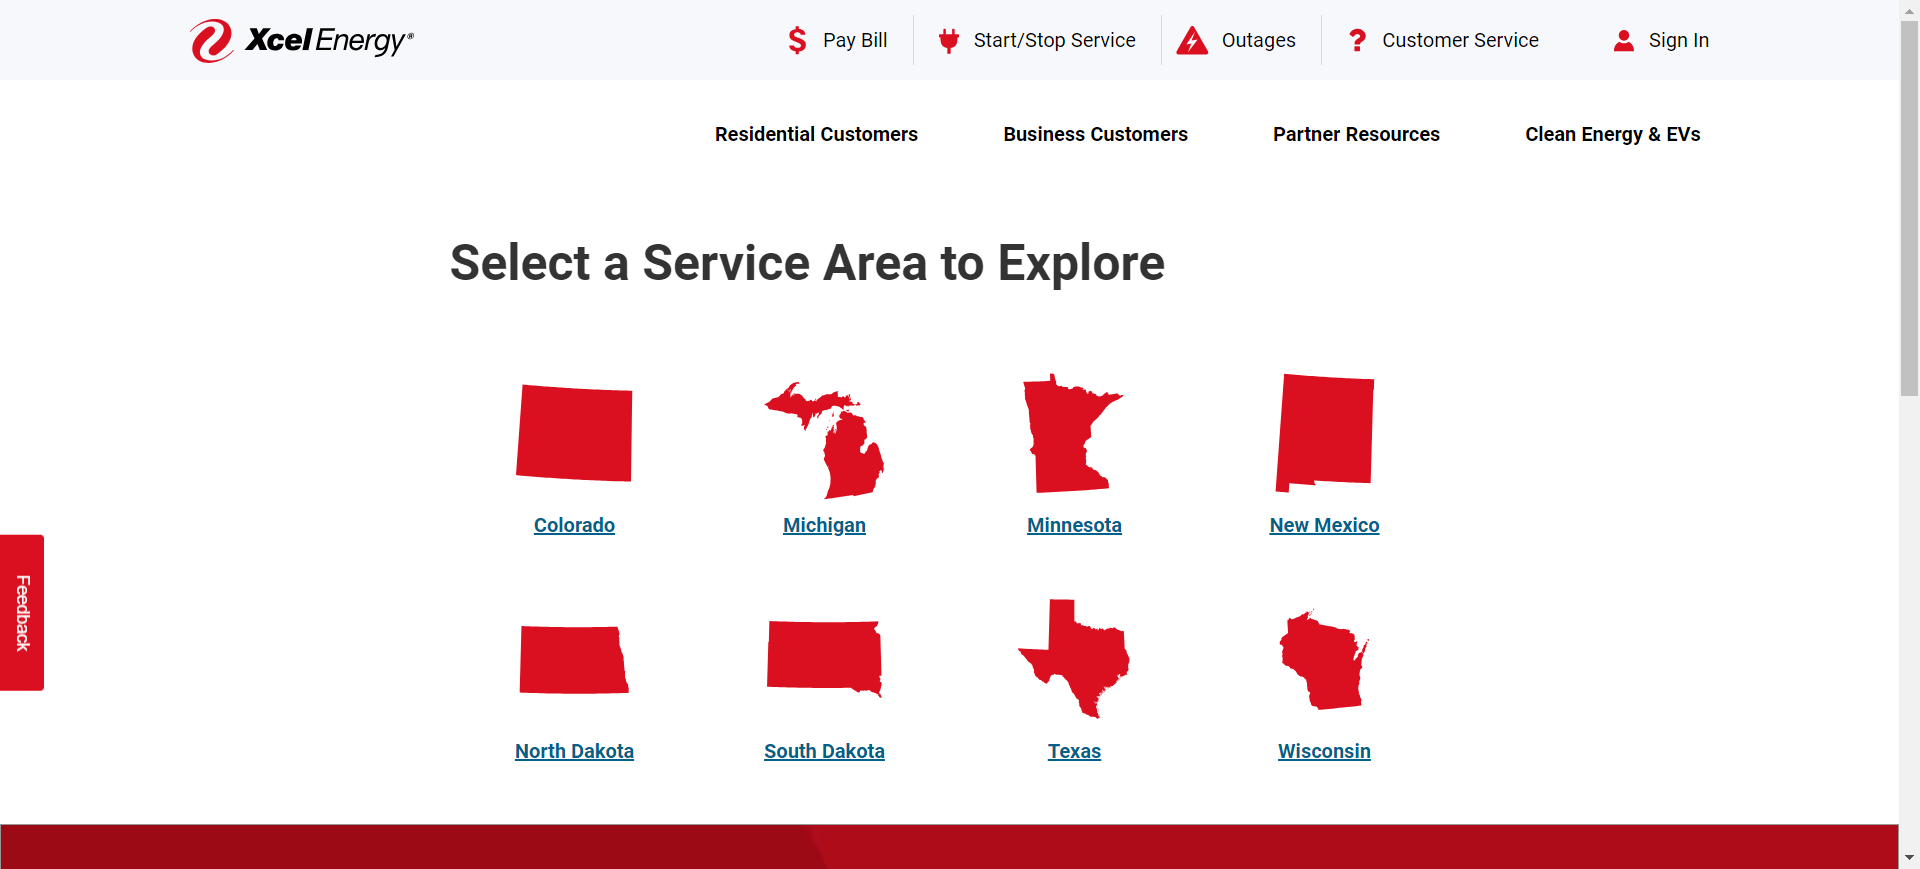 Xcel Energy®
Pay Bill
Start/Stop Service
Outages
Customer Service
Sign In
Residential Customers
Business Customers
Partner Resources
Clean Energy & EVs
Select a Service Area to Explore
Colorado
Michigan
Minnesota
New Mexico
Feedback
North Dakota
South Dakota
Texas
Wisconsin